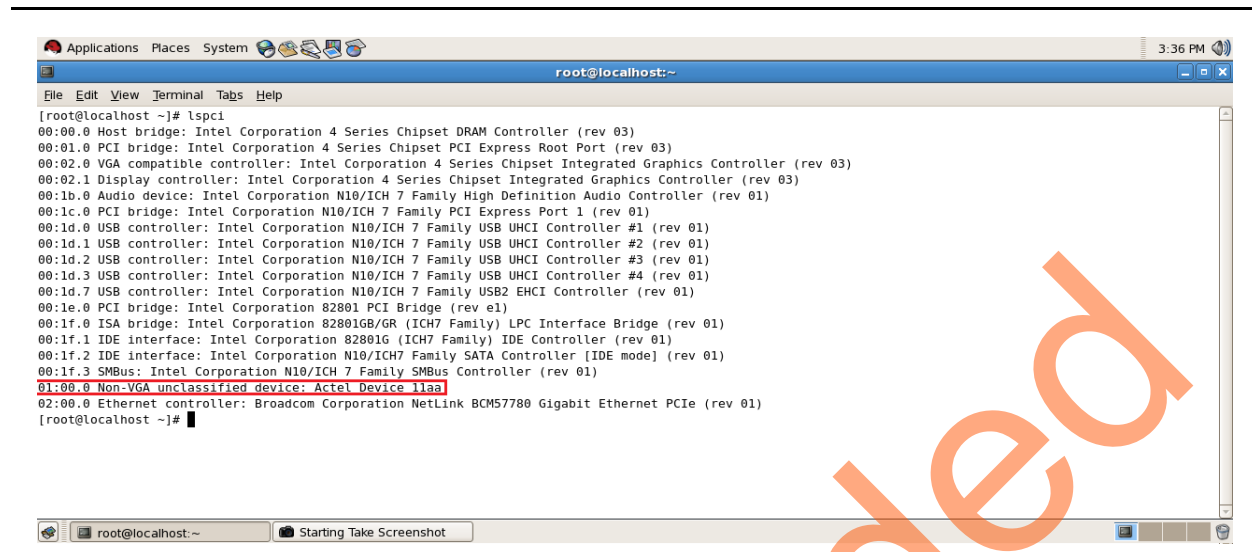 Applications Places System 3:36 PM
root@localhost:~
File Edit View Terminal Tabs Help
[root@localhost ~]# lspci
00:00.0 Host bridge: Intel Corporation 4 Series Chipset DRAM Controller (rev 03)
00:01.0 PCI bridge: Intel Corporation 4 Series Chipset PCI Express Root Port (rev 03)
00:02.0 VGA compatible controller: Intel Corporation 4 Series Chipset Integrated Graphics Controller (rev 03)
00:02.1 Display controller: Intel Corporation 4 Series Chipset Integrated Graphics Controller (rev 03)
00:1b.0 Audio device: Intel Corporation N10/ICH 7 Family High Definition Audio Controller (rev 01)
00:1c.0 PCI bridge: Intel Corporation N10/ICH 7 Family PCI Express Port 1 (rev 01)
00:1d.0 USB controller: Intel Corporation N10/ICH 7 Family USB UHCI Controller #1 (rev 01)
00:1d.1 USB controller: Intel Corporation N10/ICH 7 Family USB UHCI Controller #2 (rev 01)
00:1d.2 USB controller: Intel Corporation N10/ICH 7 Family USB UHCI Controller #3 (rev 01)
00:1d.3 USB controller: Intel Corporation N10/ICH 7 Family USB UHCI Controller #4 (rev 01)
00:1d.7 USB controller: Intel Corporation N10/ICH 7 Family USB2 EHCI Controller (rev 01)
00:1e.0 PCI bridge: Intel Corporation 82801 PCI Bridge (rev e1)
00:1f.0 ISA bridge: Intel Corporation 82801GB/GR (ICH7 Family) LPC Interface Bridge (rev 01)
00:1f.1 IDE interface: Intel Corporation 82801G (ICH7 Family) IDE Controller (rev 01)
00:1f.2 IDE interface: Intel Corporation N10/ICH7 Family SATA Controller [IDE mode] (rev 01)
00:1f.3 SMBus: Intel Corporation N10/ICH 7 Family SMBus Controller (rev 01)
01:00.0 Non-VGA unclassified device: Actel Device 11aa
02:00.0 Ethernet controller: Broadcom Corporation NetLink BCM57780 Gigabit Ethernet PCIe (rev 01)
[root@localhost ~]#
root@localhost:~ Starting Take Screenshot